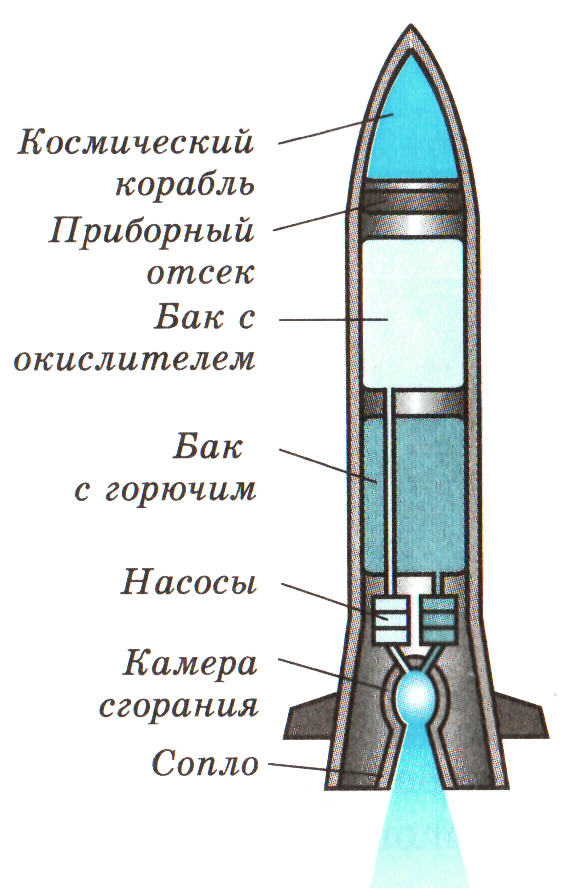 Космический
корабль
Приборный
отсек
Бак с
окислителем
Бак
с горючим
Насосы
Камера
сгорания
Сопло